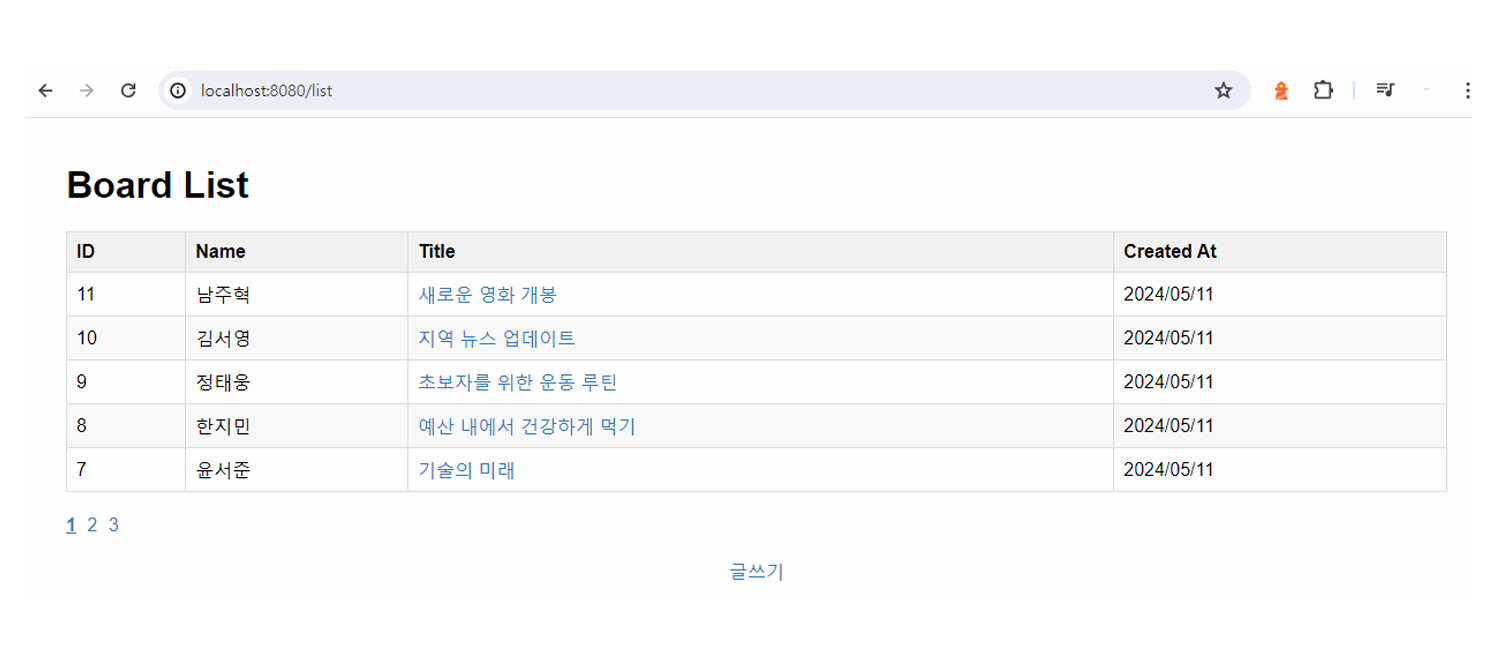 localhost:8080/list
Board List
ID Name Title Created At
11 남주혁 새로운 영화 개봉 2024/05/11
10 김서영 지역 뉴스 업데이트 2024/05/11
9 정태웅 초보자를 위한 운동 루틴 2024/05/11
8 한지민 예산 내에서 건강하게 먹기 2024/05/11
7 윤서준 기술의 미래 2024/05/11
1 2 3
글쓰기